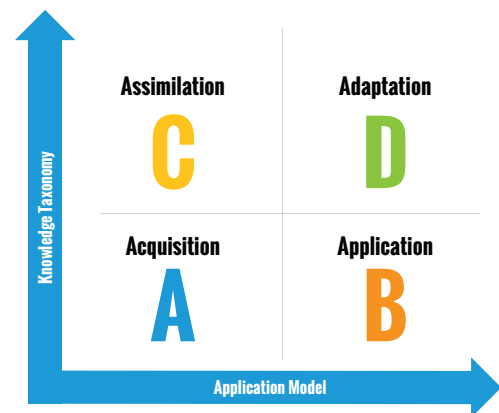 Knowledge Taxonomy
Assimilation
C
Adaptation
D
Acquisition
A
Application
B
Application Model